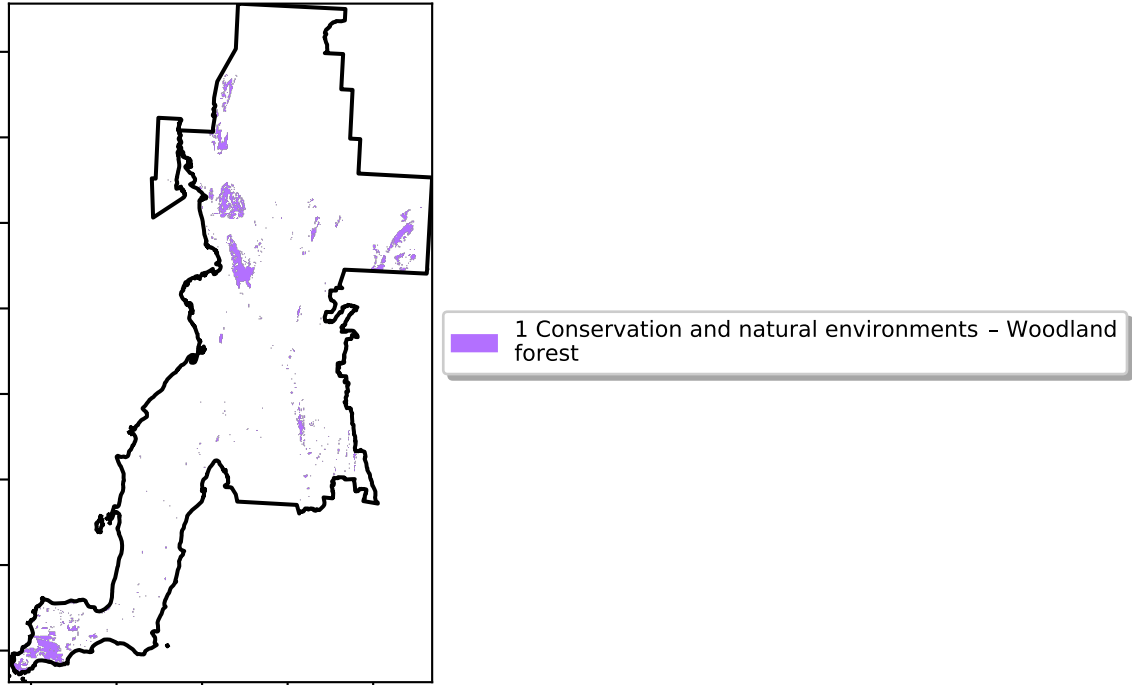 1 Conservation and natural environments – Woodland
forest